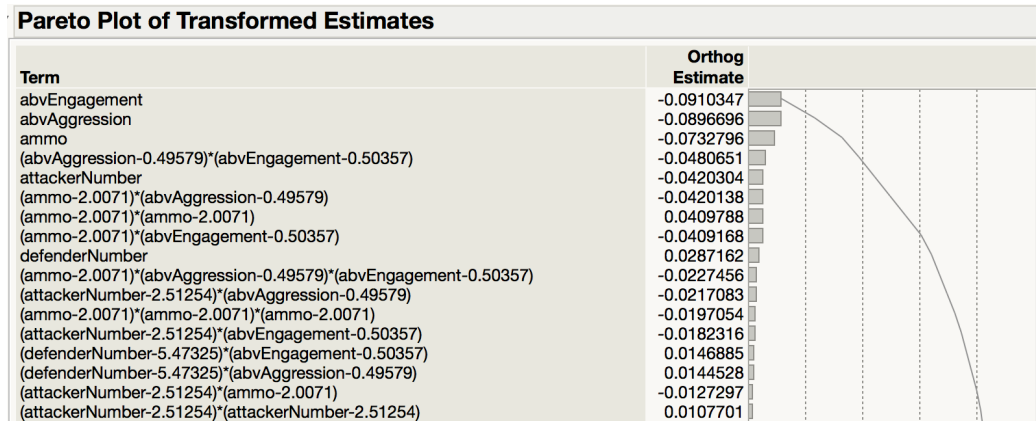 Pareto Plot of Transformed Estimates
Orthog
Term Estimate
abvEngagement -0.0910347
abvAggression -0.0896696
ammo -0.0732796
(abvAggression-0.49579)*(abvEngagement-0.50357) -0.0480651
attackerNumber -0.0420304
(ammo-2.0071)*(abvAggression-0.49579) -0.0420138
(ammo-2.0071)*(ammo-2.0071) 0.0409788
(ammo-2.0071)*(abvEngagement-0.50357) -0.0409168
defenderNumber 0.0287162
(ammo-2.0071)*(abvAggression-0.49579)*(abvEngagement-0.50357) -0.0227456
(attackerNumber-2.51254)*(abvAggression-0.49579) -0.0217083
(ammo-2.0071)*(ammo-2.0071)*(ammo-2.0071) -0.0197054
(attackerNumber-2.51254)*(abvEngagement-0.50357) -0.0182316
(defenderNumber-5.47325)*(abvEngagement-0.50357) 0.0146885
(defenderNumber-5.47325)*(abvAggression-0.49579) 0.0144528
(attackerNumber-2.51254)*(ammo-2.0071) -0.0127297
(attackerNumber-2.51254)*(attackerNumber-2.51254) 0.0107701